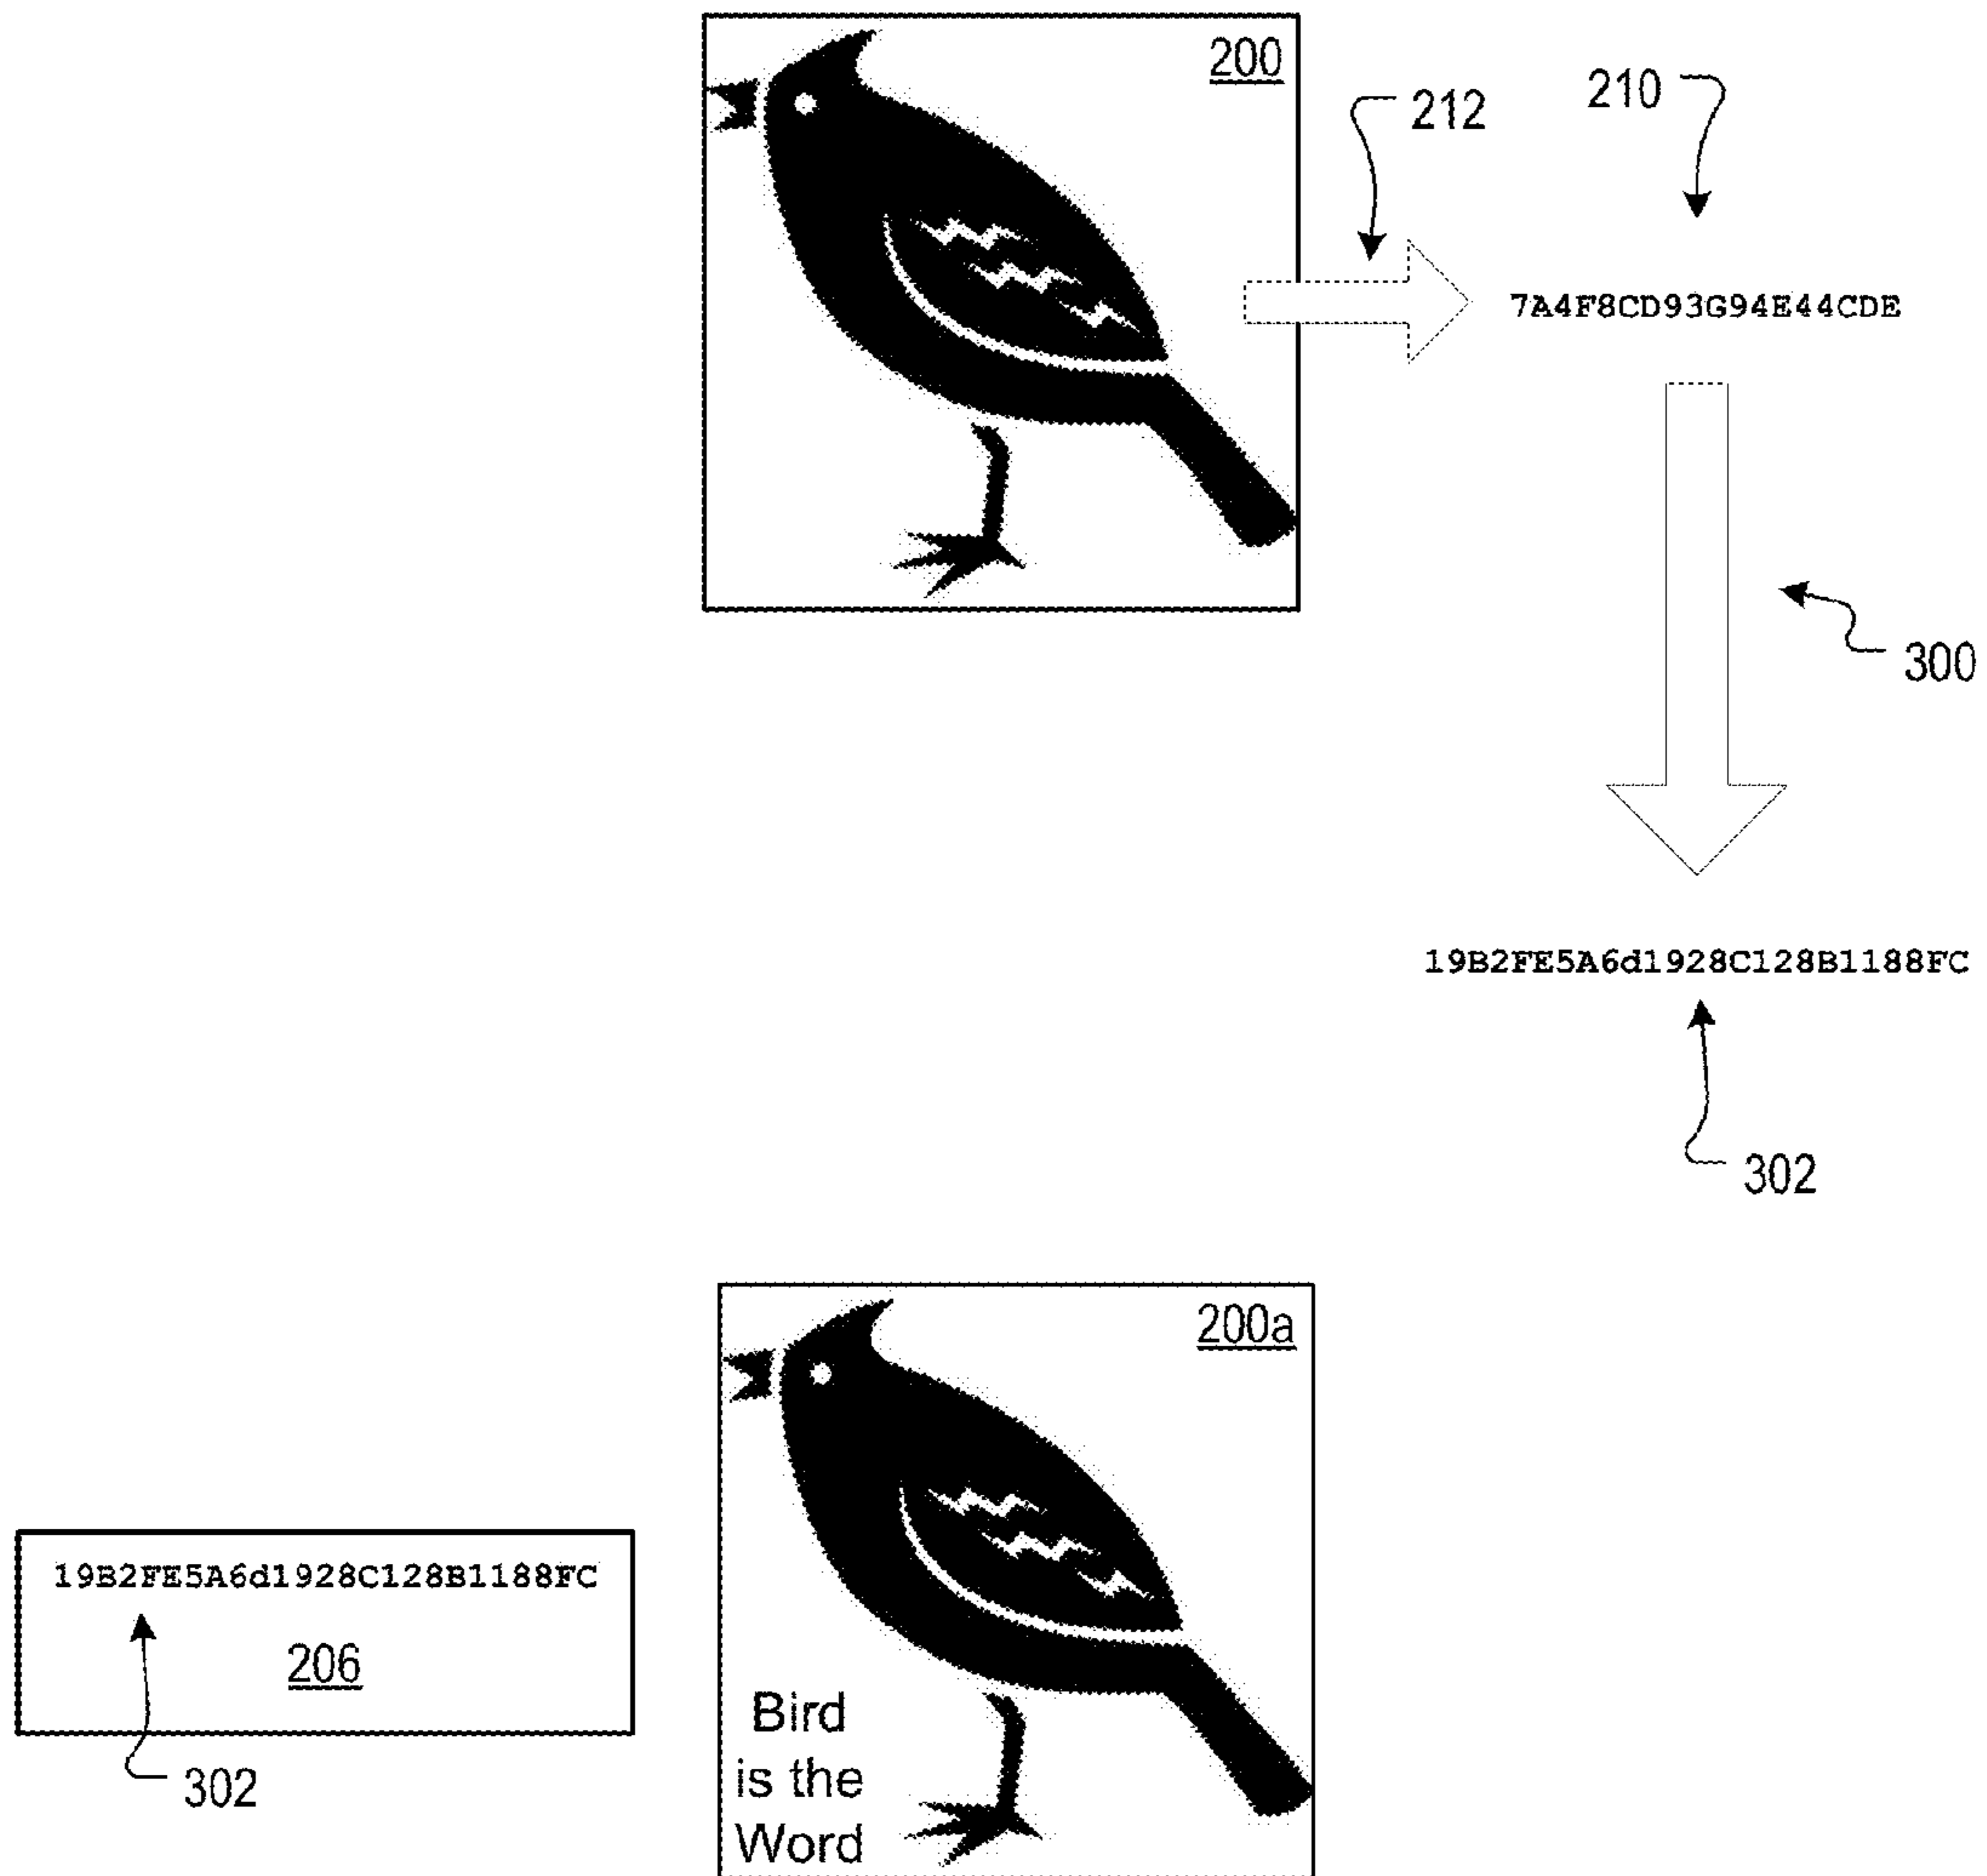 200
212
210
7A4F8CD93G94E44CDE
300
19B2FE5A6d1928C128B1188FC
302
200a
19B2FE5A6d1928C128B1188FC
206
302
Bird
is the
Word